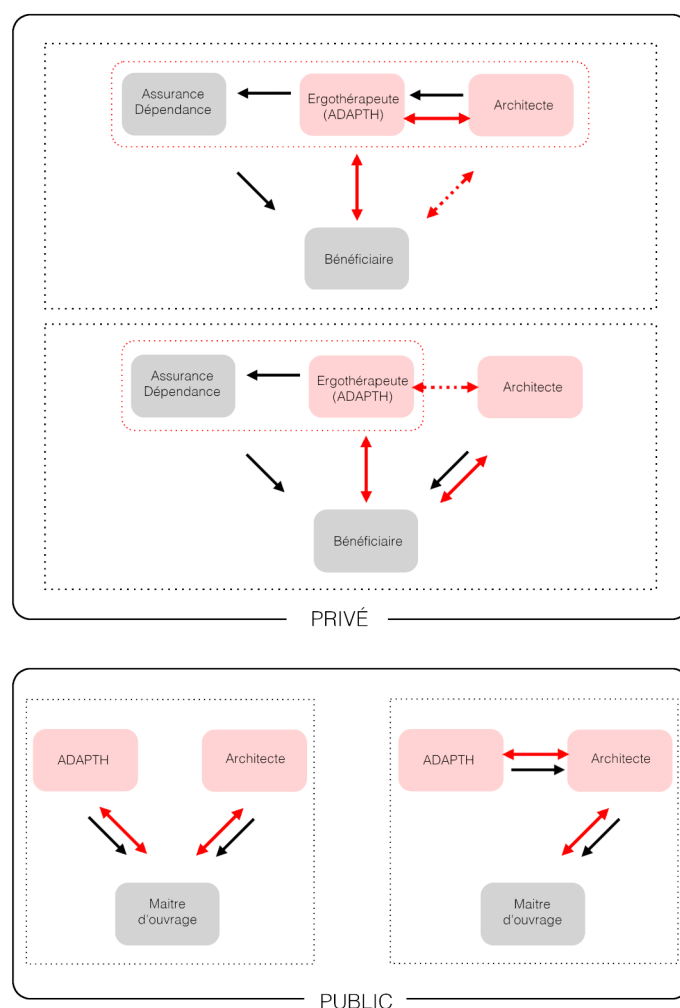 Assurance
Dépendance
Ergothérapeute
(ADAPTH)
Architecte
Bénéficiaire
Assurance
Dépendance
Ergothérapeute
(ADAPTH)
Architecte
Bénéficiaire
PRIVÉ
ADAPTH
Architecte
Maitre
d'ouvrage
ADAPTH
Architecte
Maitre
d'ouvrage
PUBLIC